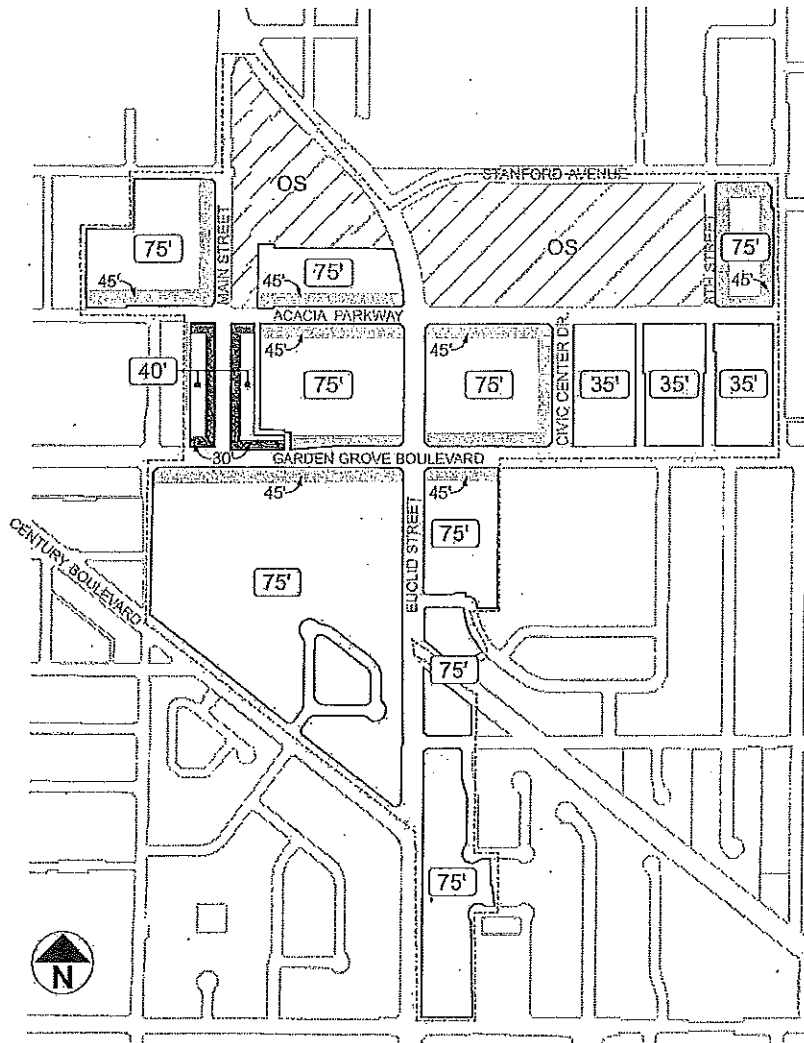 STANFORD AVENUE
OS
OS
75'
MAIN STREET
75'
45'
45'
8TH STREET
75'
45'
ACACIA PARKWAY
45'
45'
CIVIC CENTER DR.
40'
75'
75'
35'
35'
35'
30'
GARDEN GROVE BOULEVARD
45'
45'
EUCLID STREET
75'
CENTURY BOULEVARD
75'
75'
75'
N